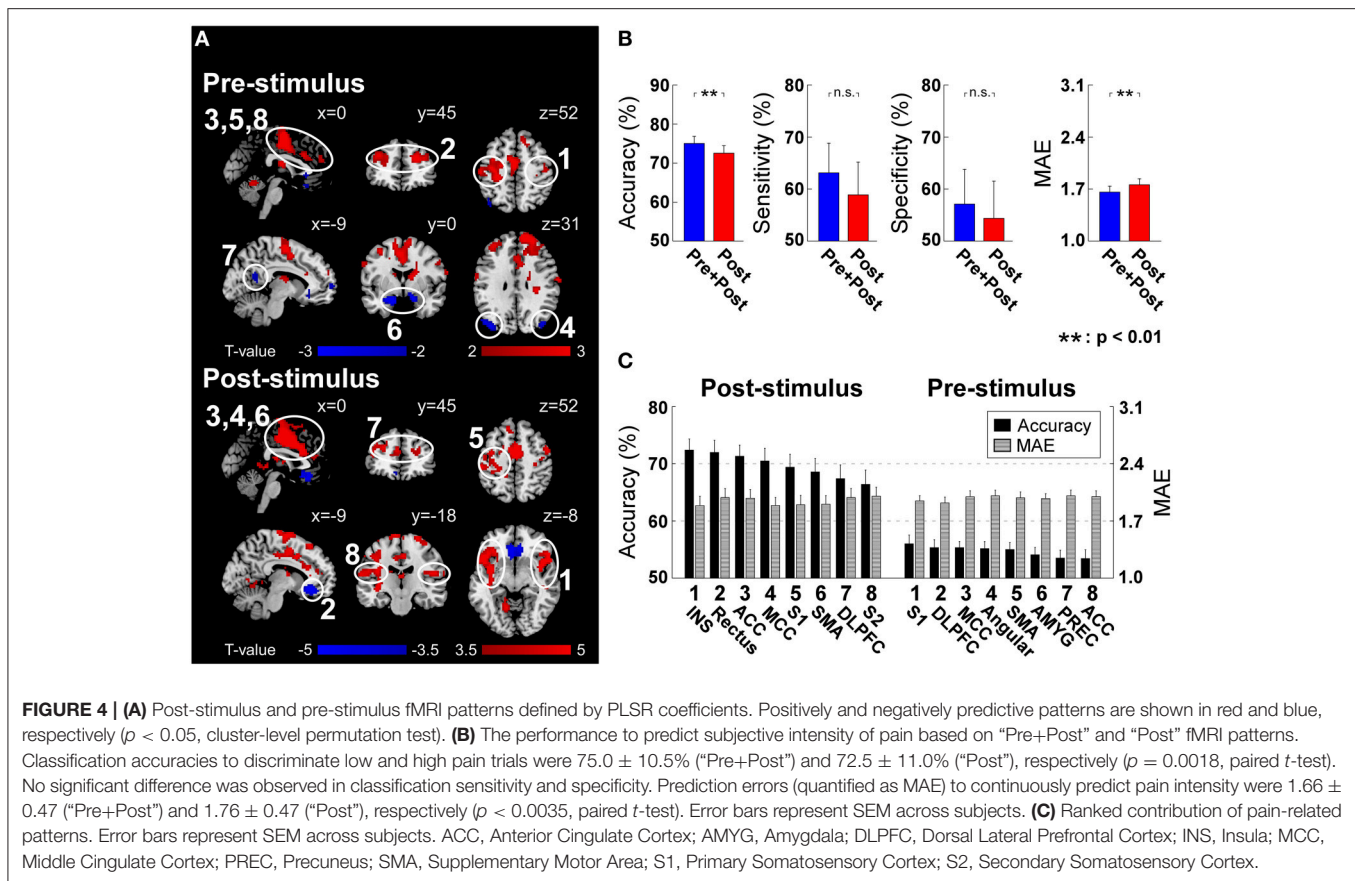 A
Pre-stimulus
3,5,8
x=0
y=45
z=52
2
1
x=-9
y=0
z=31
7
6
4
T-value -3 -2 2 3
Post-stimulus
3,4,6
x=0
y=45
z=52
7
5
x=-9
y=-18
z=-8
8
2
1
T-value -5 -3.5 3.5 5
B
Accuracy (%)
90
80
70
60
50
**
Pre+Post
Post
Sensitivity (%)
80
70
60
50
n.s.
Pre+Post
Post
Specificity (%)
80
70
60
50
n.s.
Pre+Post
Post
MAE
3.1
2.4
1.7
1.0
**
Pre+Post
Post
**: p < 0.01
C
Post-stimulus Pre-stimulus
Accuracy (%)
80
70
60
50
Accuracy
MAE
3.1
2.4
1.7
1.0
MAE
1 2 3 4 5 6 7 8 1 2 3 4 5 6 7 8
INS Rectus ACC MCC S1 SMA DLPFC S2 S1 DLPFC MCC Angular SMA AMYG PREC ACC
FIGURE 4 | (A) Post-stimulus and pre-stimulus fMRI patterns defined by PLSR coefficients. Positively and negatively predictive patterns are shown in red and blue,
respectively (p < 0.05, cluster-level permutation test). (B) The performance to predict subjective intensity of pain based on “Pre+Post” and “Post” fMRI patterns.
Classification accuracies to discriminate low and high pain trials were 75.0 ± 10.5% (“Pre+Post”) and 72.5 ± 11.0% (“Post”), respectively (p = 0.0018, paired t-test).
No significant difference was observed in classification sensitivity and specificity. Prediction errors (quantified as MAE) to continuously predict pain intensity were 1.66 ±
0.47 (“Pre+Post”) and 1.76 ± 0.47 (“Post”), respectively (p < 0.0035, paired t-test). Error bars represent SEM across subjects. (C) Ranked contribution of pain-related
patterns. Error bars represent SEM across subjects. ACC, Anterior Cingulate Cortex; AMYG, Amygdala; DLPFC, Dorsal Lateral Prefrontal Cortex; INS, Insula; MCC,
Middle Cingulate Cortex; PREC, Precuneus; SMA, Supplementary Motor Area; S1, Primary Somatosensory Cortex; S2, Secondary Somatosensory Cortex.